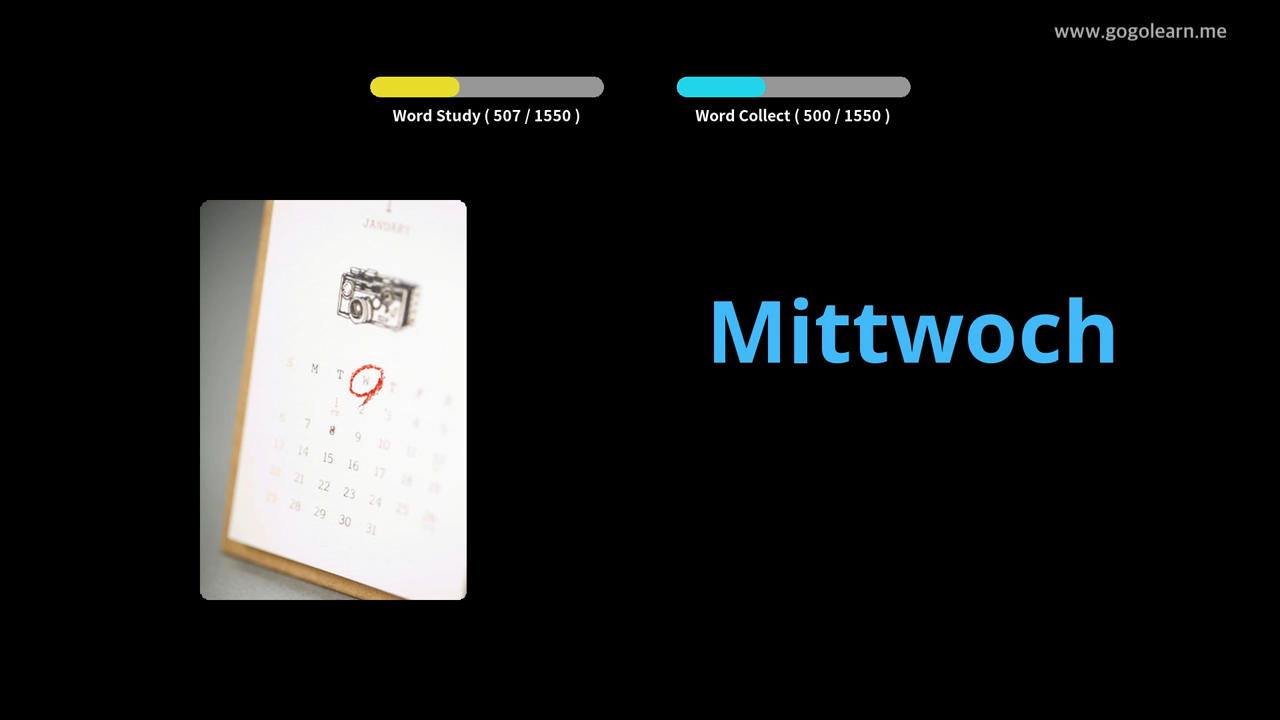 www.gogolearn.me
Word Study ( 507 / 1550 )
Word Collect ( 500 / 1550 )
Mittwoch
1
JANUARY
S M T W T F S
1 2 3 4 5
6 7 8 9 10 11 12
13 14 15 16 17 18 19
20 21 22 23 24 25 26
27 28 29 30 31